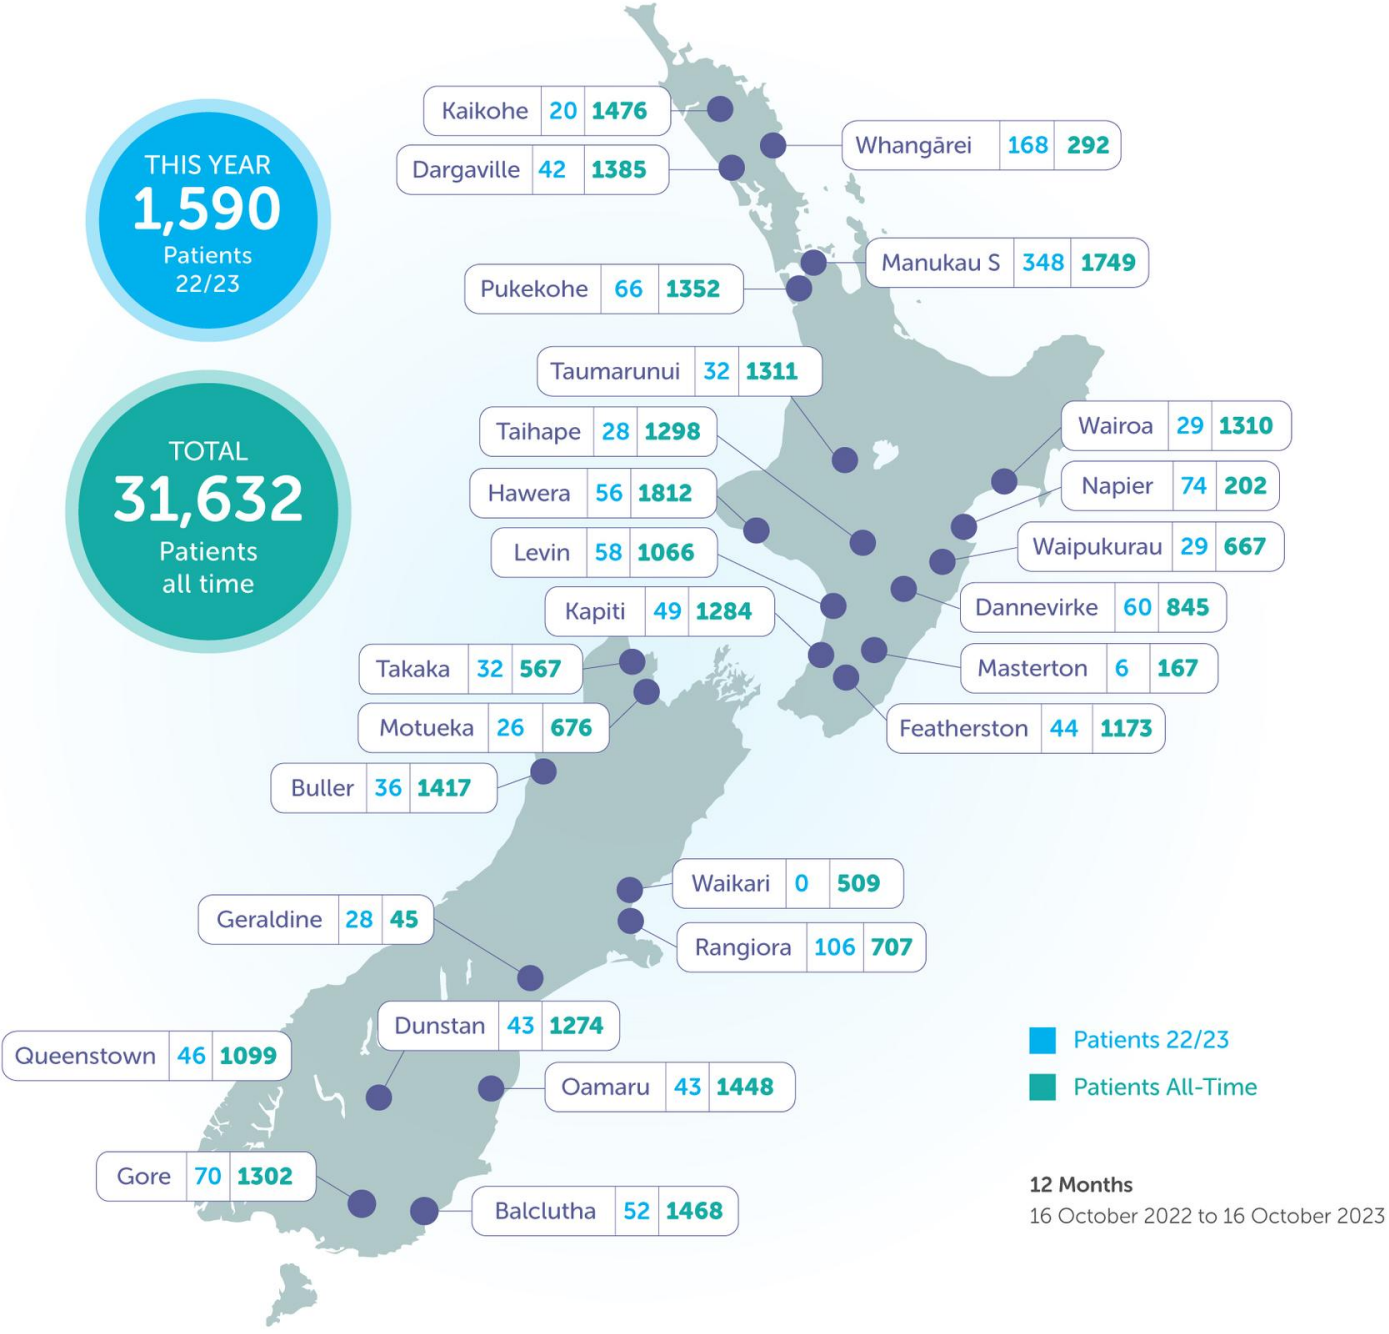 THIS YEAR
1,590
Patients
22/23
TOTAL
31,632
Patients
all time
Kaikohe 20 1476
Dargaville 42 1385
Whangārei 168 292
Manukau S 348 1749
Pukekohe 66 1352
Taumarunui 32 1311
Taihape 28 1298
Hawera 56 1812
Levin 58 1066
Kapiti 49 1284
Wairoa 29 1310
Napier 74 202
Waipukurau 29 667
Dannevirke 60 845
Masterton 6 167
Featherston 44 1173
Takaka 32 567
Motueka 26 676
Buller 36 1417
Waikari 0 509
Rangiora 106 707
Geraldine 28 45
Dunstan 43 1274
Queenstown 46 1099
Oamaru 43 1448
Gore 70 1302
Balclutha 52 1468
Patients 22/23
Patients All-Time
12 Months
16 October 2022 to 16 October 2023